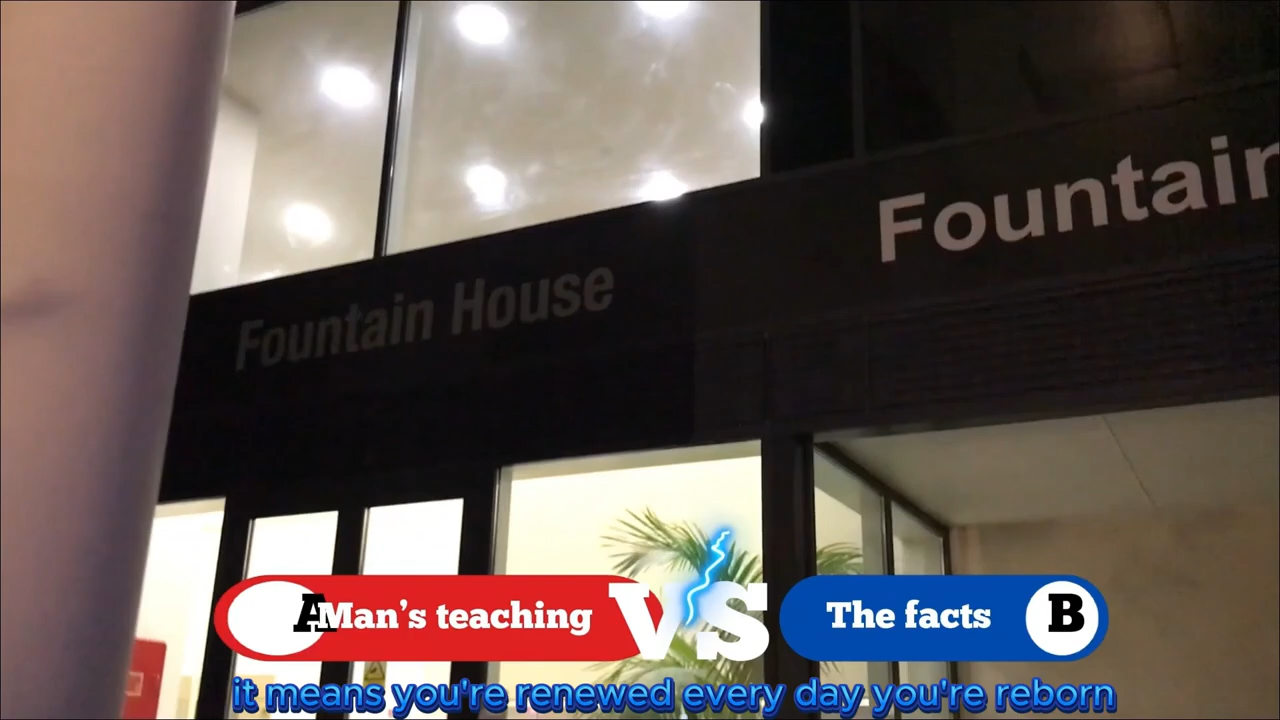 Fountain House
Fountain
A Man's teaching VS The facts B
it means you're renewed every day you're reborn